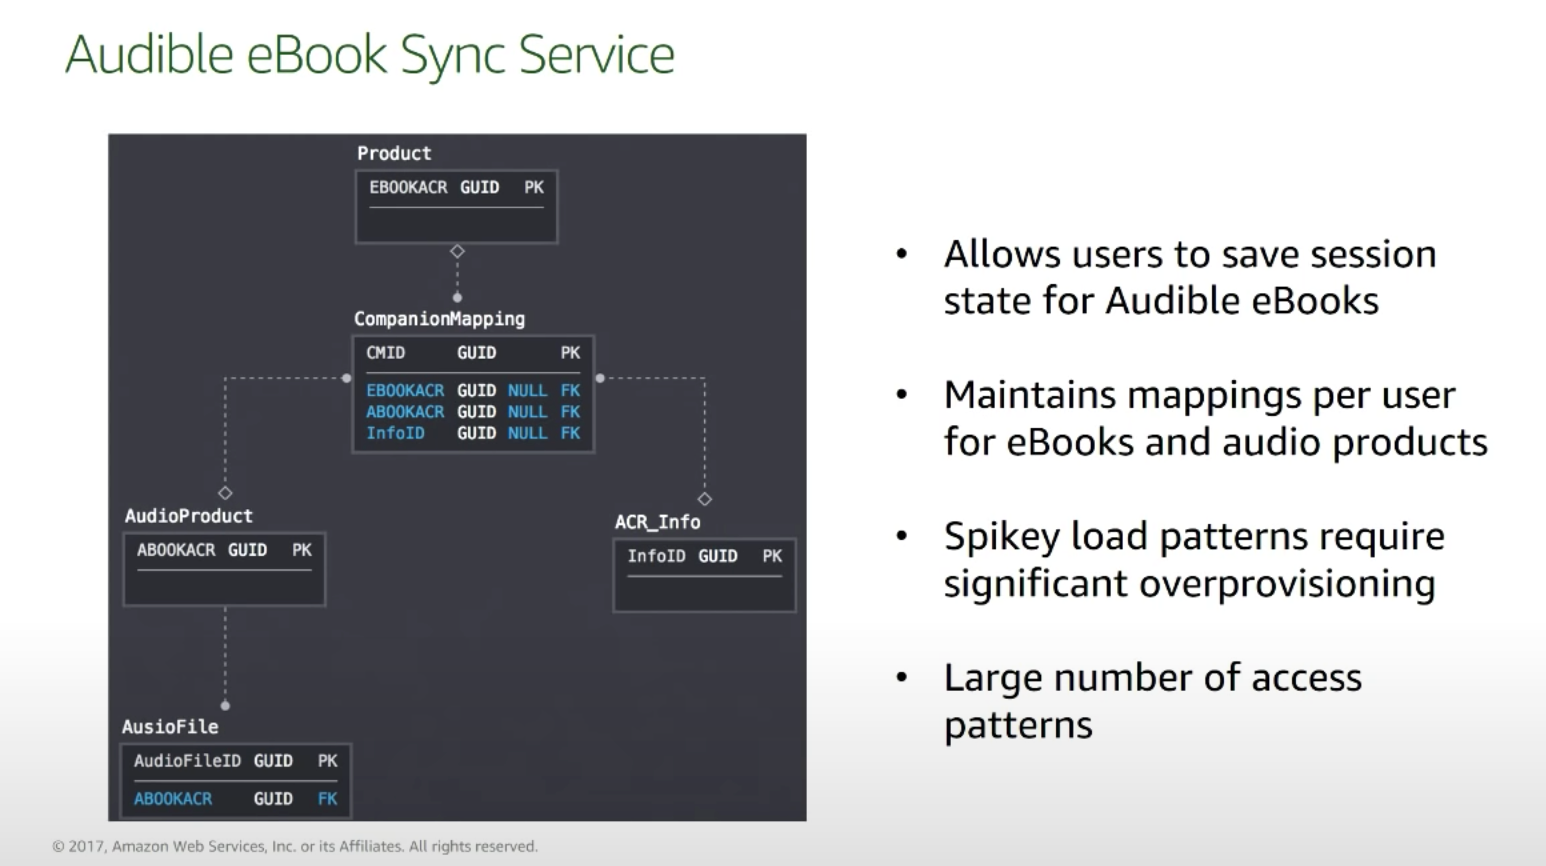 Audible eBook Sync Service
Product
EBOOKACR GUID PK
CompanionMapping
CMID GUID PK
EBOOKACR GUID NULL FK
ABOOKACR GUID NULL FK
InfoID GUID NULL FK
AudioProduct
ABOOKACR GUID PK
ACR_Info
InfoID GUID PK
AusioFile
AudioFileID GUID PK
ABOOKACR GUID FK
• Allows users to save session
state for Audible eBooks
• Maintains mappings per user
for eBooks and audio products
• Spikey load patterns require
significant overprovisioning
• Large number of access
patterns
© 2017, Amazon Web Services, Inc. or its Affiliates. All rights reserved.